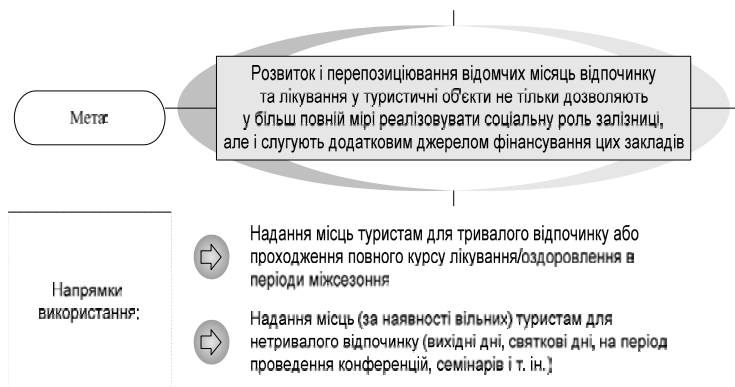 Мета:
Розвиток і перепозиціювання відомчих місяць відпочинку
та лікування у туристичні об'єкти не тільки дозволяють
у більш повній мірі реалізовувати соціальну роль залізниці,
але і слугують додатковим джерелом фінансування цих закладів
Напрямки
використання:
Надання місць туристам для тривалого відпочинку або
проходження повного курсу лікування/оздоровлення в
періоди міжсезоння
Надання місць (за наявності вільних) туристам для
нетривалого відпочинку (вихідні дні, святкові дні, на період
проведення конференцій, семінарів і т. ін.)